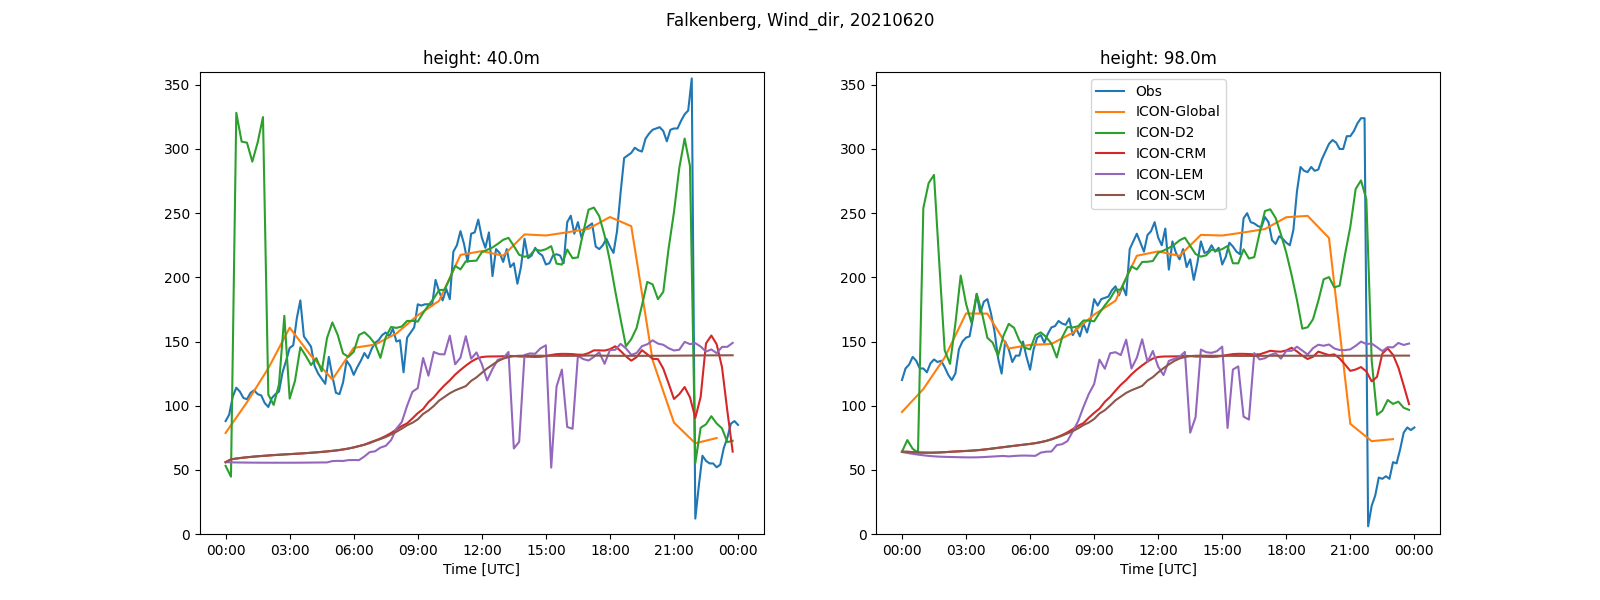 Falkenberg, Wind_dir, 20210620
height: 40.0m
350
300
250
200
150
100
50
0
00:00 03:00 06:00 09:00 12:00 15:00 18:00 21:00 00:00
Time [UTC]
height: 98.0m
350
300
250
200
150
100
50
0
Obs
ICON-Global
ICON-D2
ICON-CRM
ICON-LEM
ICON-SCM
00:00 03:00 06:00 09:00 12:00 15:00 18:00 21:00 00:00
Time [UTC]